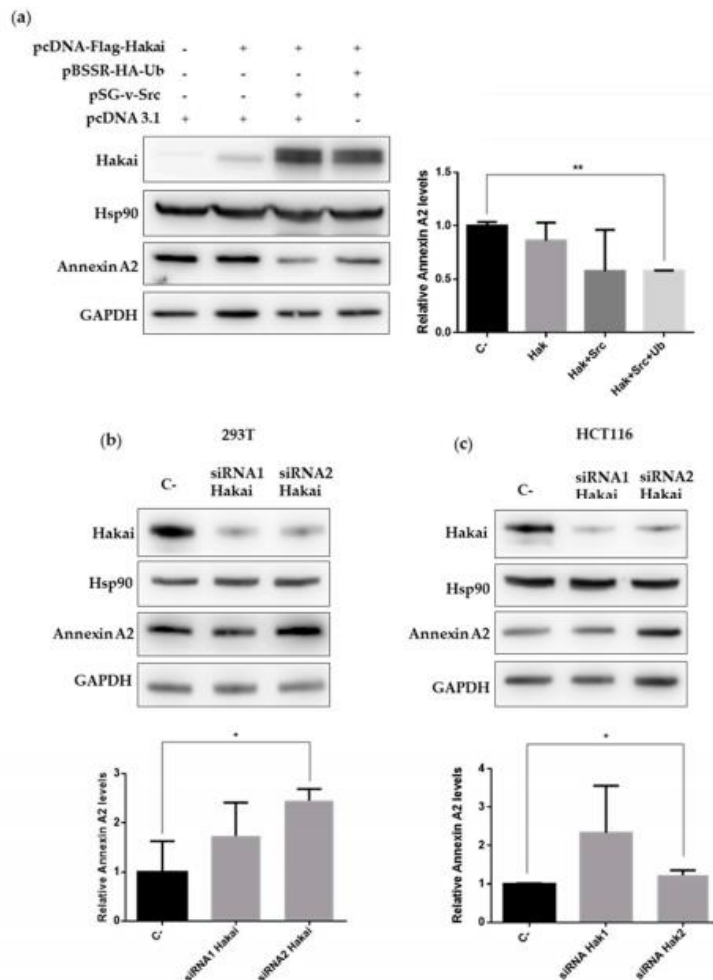 (a)
pcDNA-Flag-Hakai - + + +
pBSSR-HA-Ub - - - +
pSG-v-Src - - + +
pcDNA 3.1 + + + -
Hakai
Hsp90
Annexin A2
GAPDH
**
Relative Annexin A2 levels
1.5
1.0
0.5
0.0
C-
Hak
Hak+Src
Hak+Src+Ub
(b)
293T
C-
siRNA1 Hakai
siRNA2 Hakai
Hakai
Hsp90
Annexin A2
GAPDH
*
Relative Annexin A2 levels
3
2
1
0
C-
siRNA1 Hakai
siRNA2 Hakai
(c)
HCT116
C-
siRNA1 Hakai
siRNA2 Hakai
Hakai
Hsp90
Annexin A2
GAPDH
*
Relative Annexin A2 levels
4
3
2
1
0
C-
siRNA Hak1
siRNA Hak2